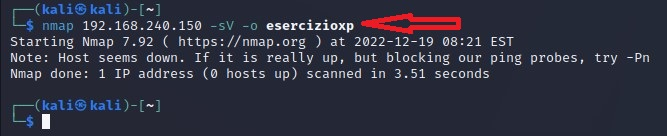 ┌──(kali㉿kali)-[~]
└─$ nmap 192.168.240.150 -sV -o esercizioxp
Starting Nmap 7.92 ( https://nmap.org ) at 2022-12-19 08:21 EST
Note: Host seems down. If it is really up, but blocking our ping probes, try -Pn
Nmap done: 1 IP address (0 hosts up) scanned in 3.51 seconds
┌──(kali㉿kali)-[~]
└─$